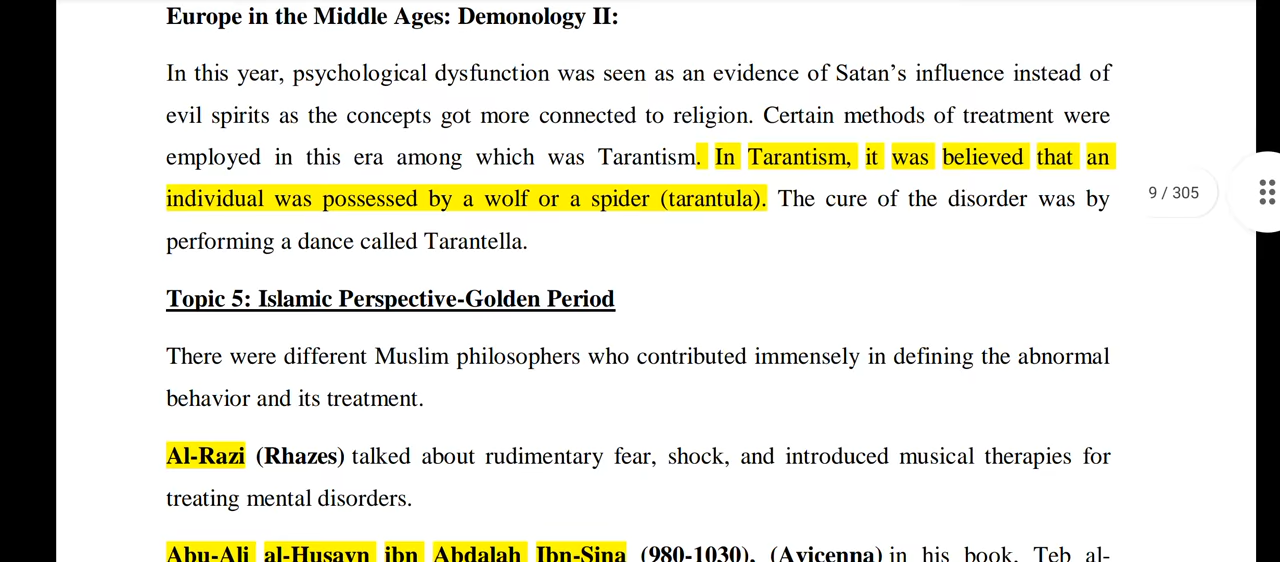 Europe in the Middle Ages: Demonology II:
In this year, psychological dysfunction was seen as an evidence of Satan’s influence instead of
evil spirits as the concepts got more connected to religion. Certain methods of treatment were
employed in this era among which was Tarantism. In Tarantism, it was believed that an
individual was possessed by a wolf or a spider (tarantula). The cure of the disorder was by
performing a dance called Tarantella.
9 / 305
Topic 5: Islamic Perspective-Golden Period
There were different Muslim philosophers who contributed immensely in defining the abnormal
behavior and its treatment.
Al-Razi (Rhazes) talked about rudimentary fear, shock, and introduced musical therapies for
treating mental disorders.
Abu-Ali al-Husayn ibn Abdalah Ibn-Sina (980-1030), (Avicenna) in his book, Teb al-